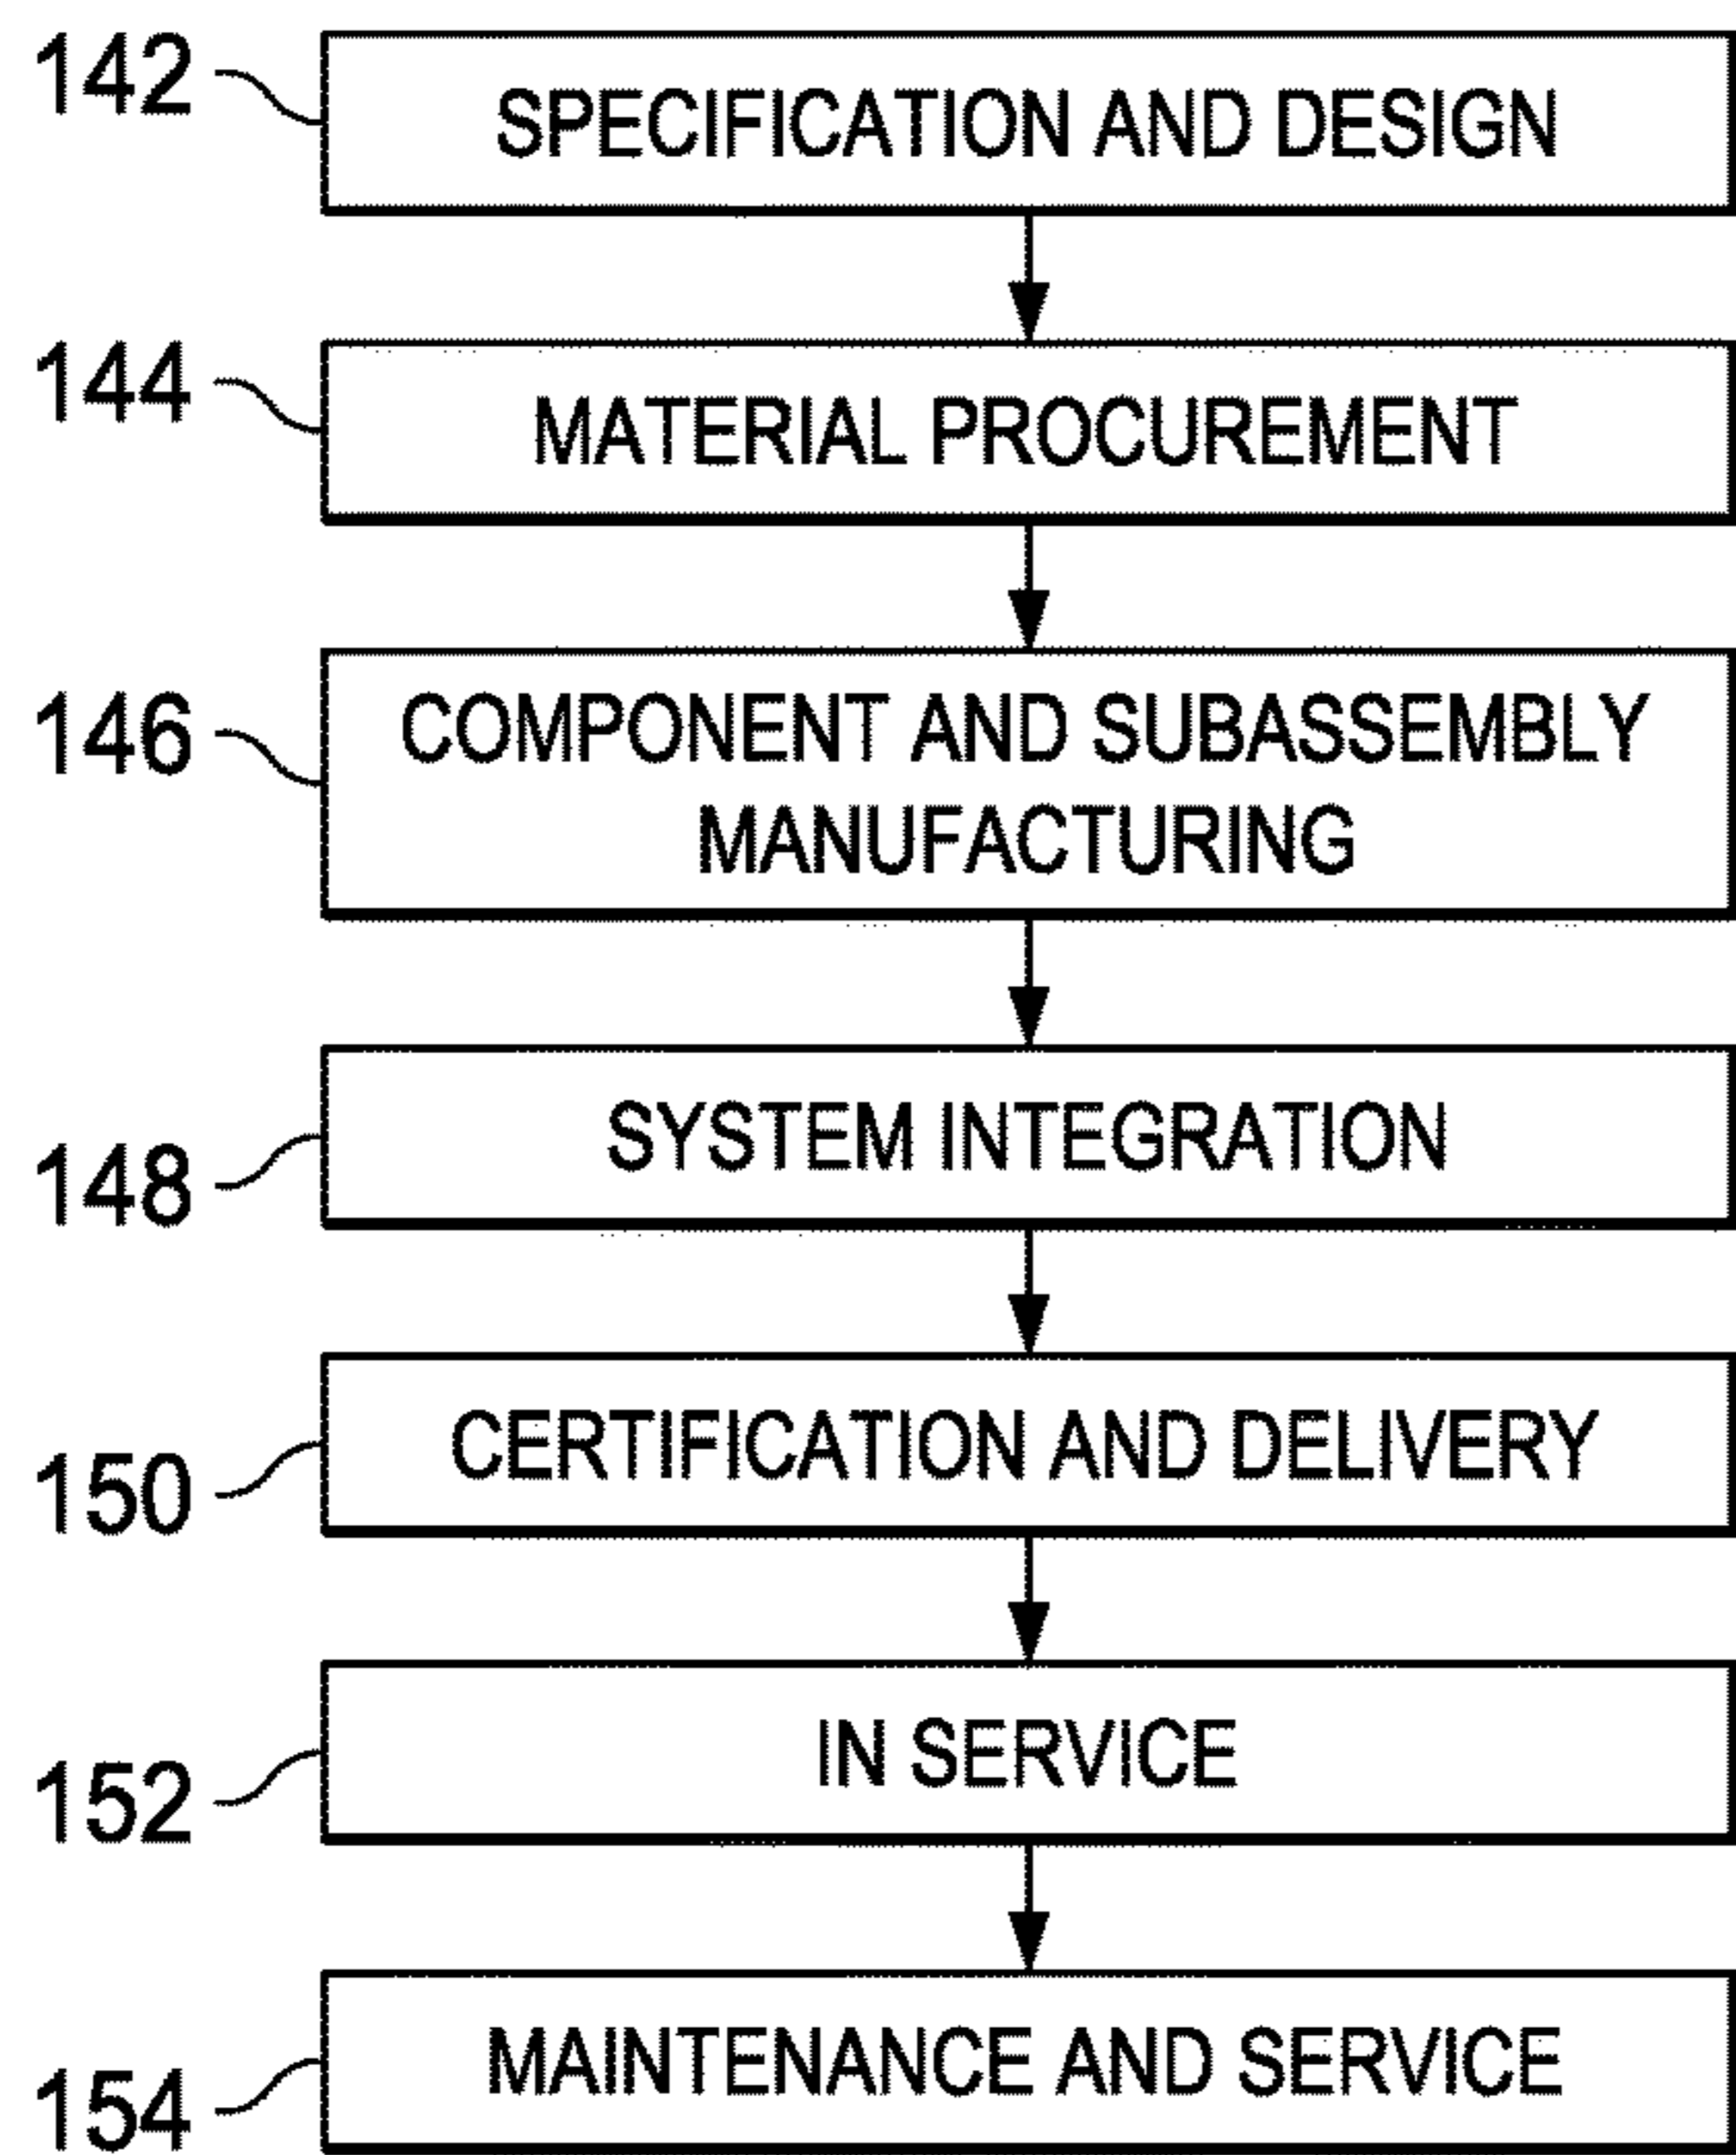 142
SPECIFICATION AND DESIGN
144
MATERIAL PROCUREMENT
146
COMPONENT AND SUBASSEMBLY
MANUFACTURING
148
SYSTEM INTEGRATION
150
CERTIFICATION AND DELIVERY
152
IN SERVICE
154
MAINTENANCE AND SERVICE